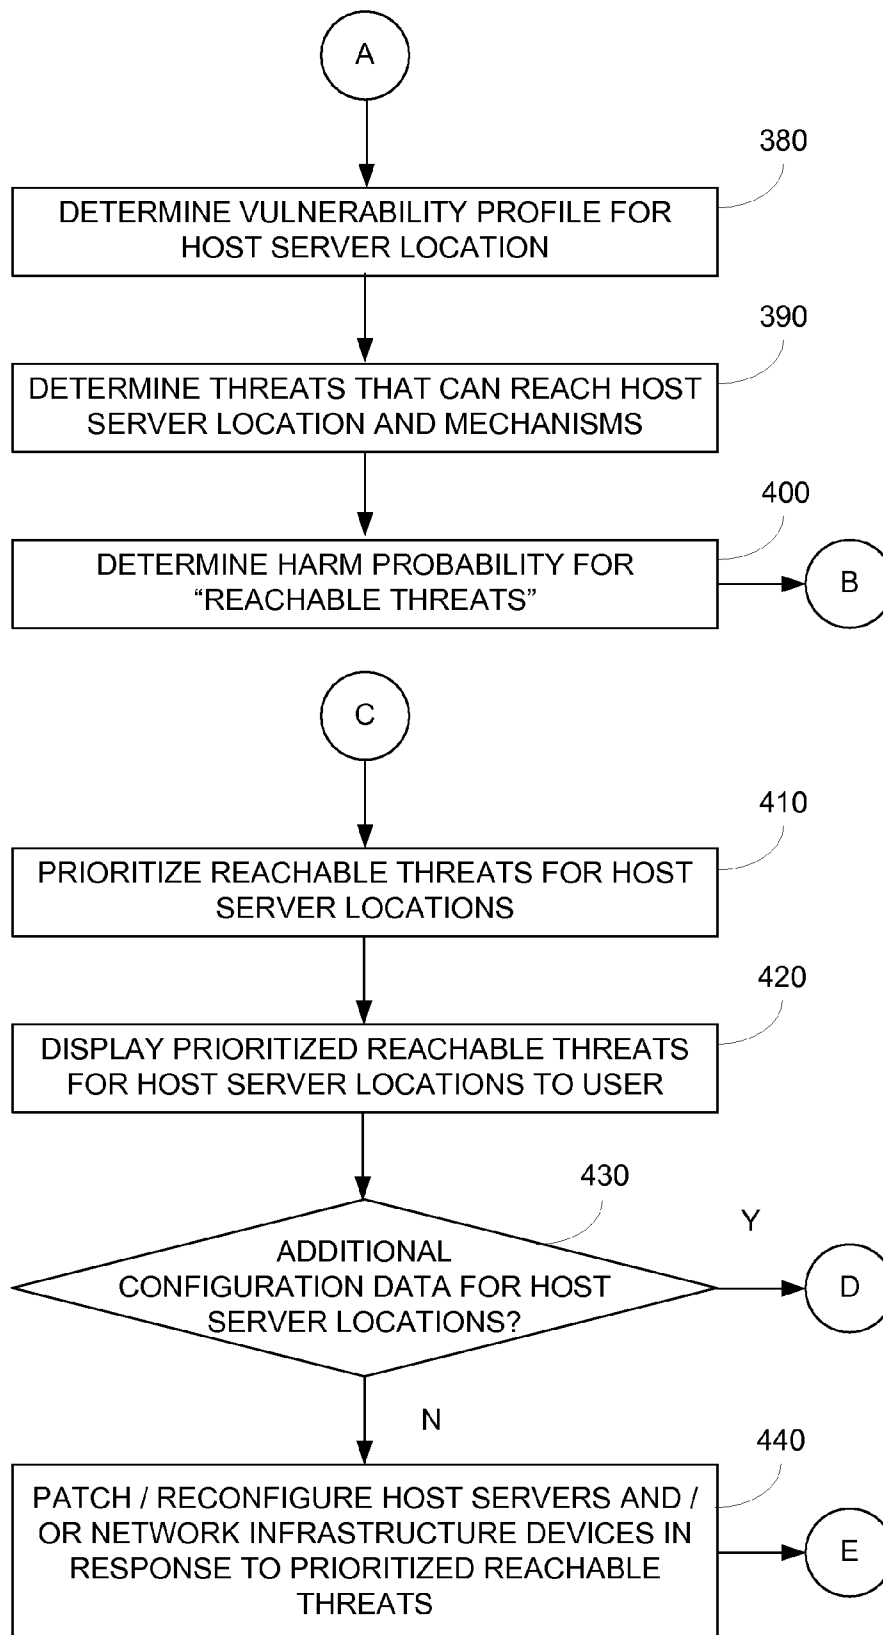 A
380
DETERMINE VULNERABILITY PROFILE FOR
HOST SERVER LOCATION
390
DETERMINE THREATS THAT CAN REACH HOST
SERVER LOCATION AND MECHANISMS
400
DETERMINE HARM PROBABILITY FOR
“REACHABLE THREATS”
B
C
410
PRIORITIZE REACHABLE THREATS FOR HOST
SERVER LOCATIONS
420
DISPLAY PRIORITIZED REACHABLE THREATS
FOR HOST SERVER LOCATIONS TO USER
430
ADDITIONAL
CONFIGURATION DATA FOR HOST
SERVER LOCATIONS?
Y
D
N
440
PATCH / RECONFIGURE HOST SERVERS AND /
OR NETWORK INFRASTRUCTURE DEVICES IN
RESPONSE TO PRIORITIZED REACHABLE
THREATS
E